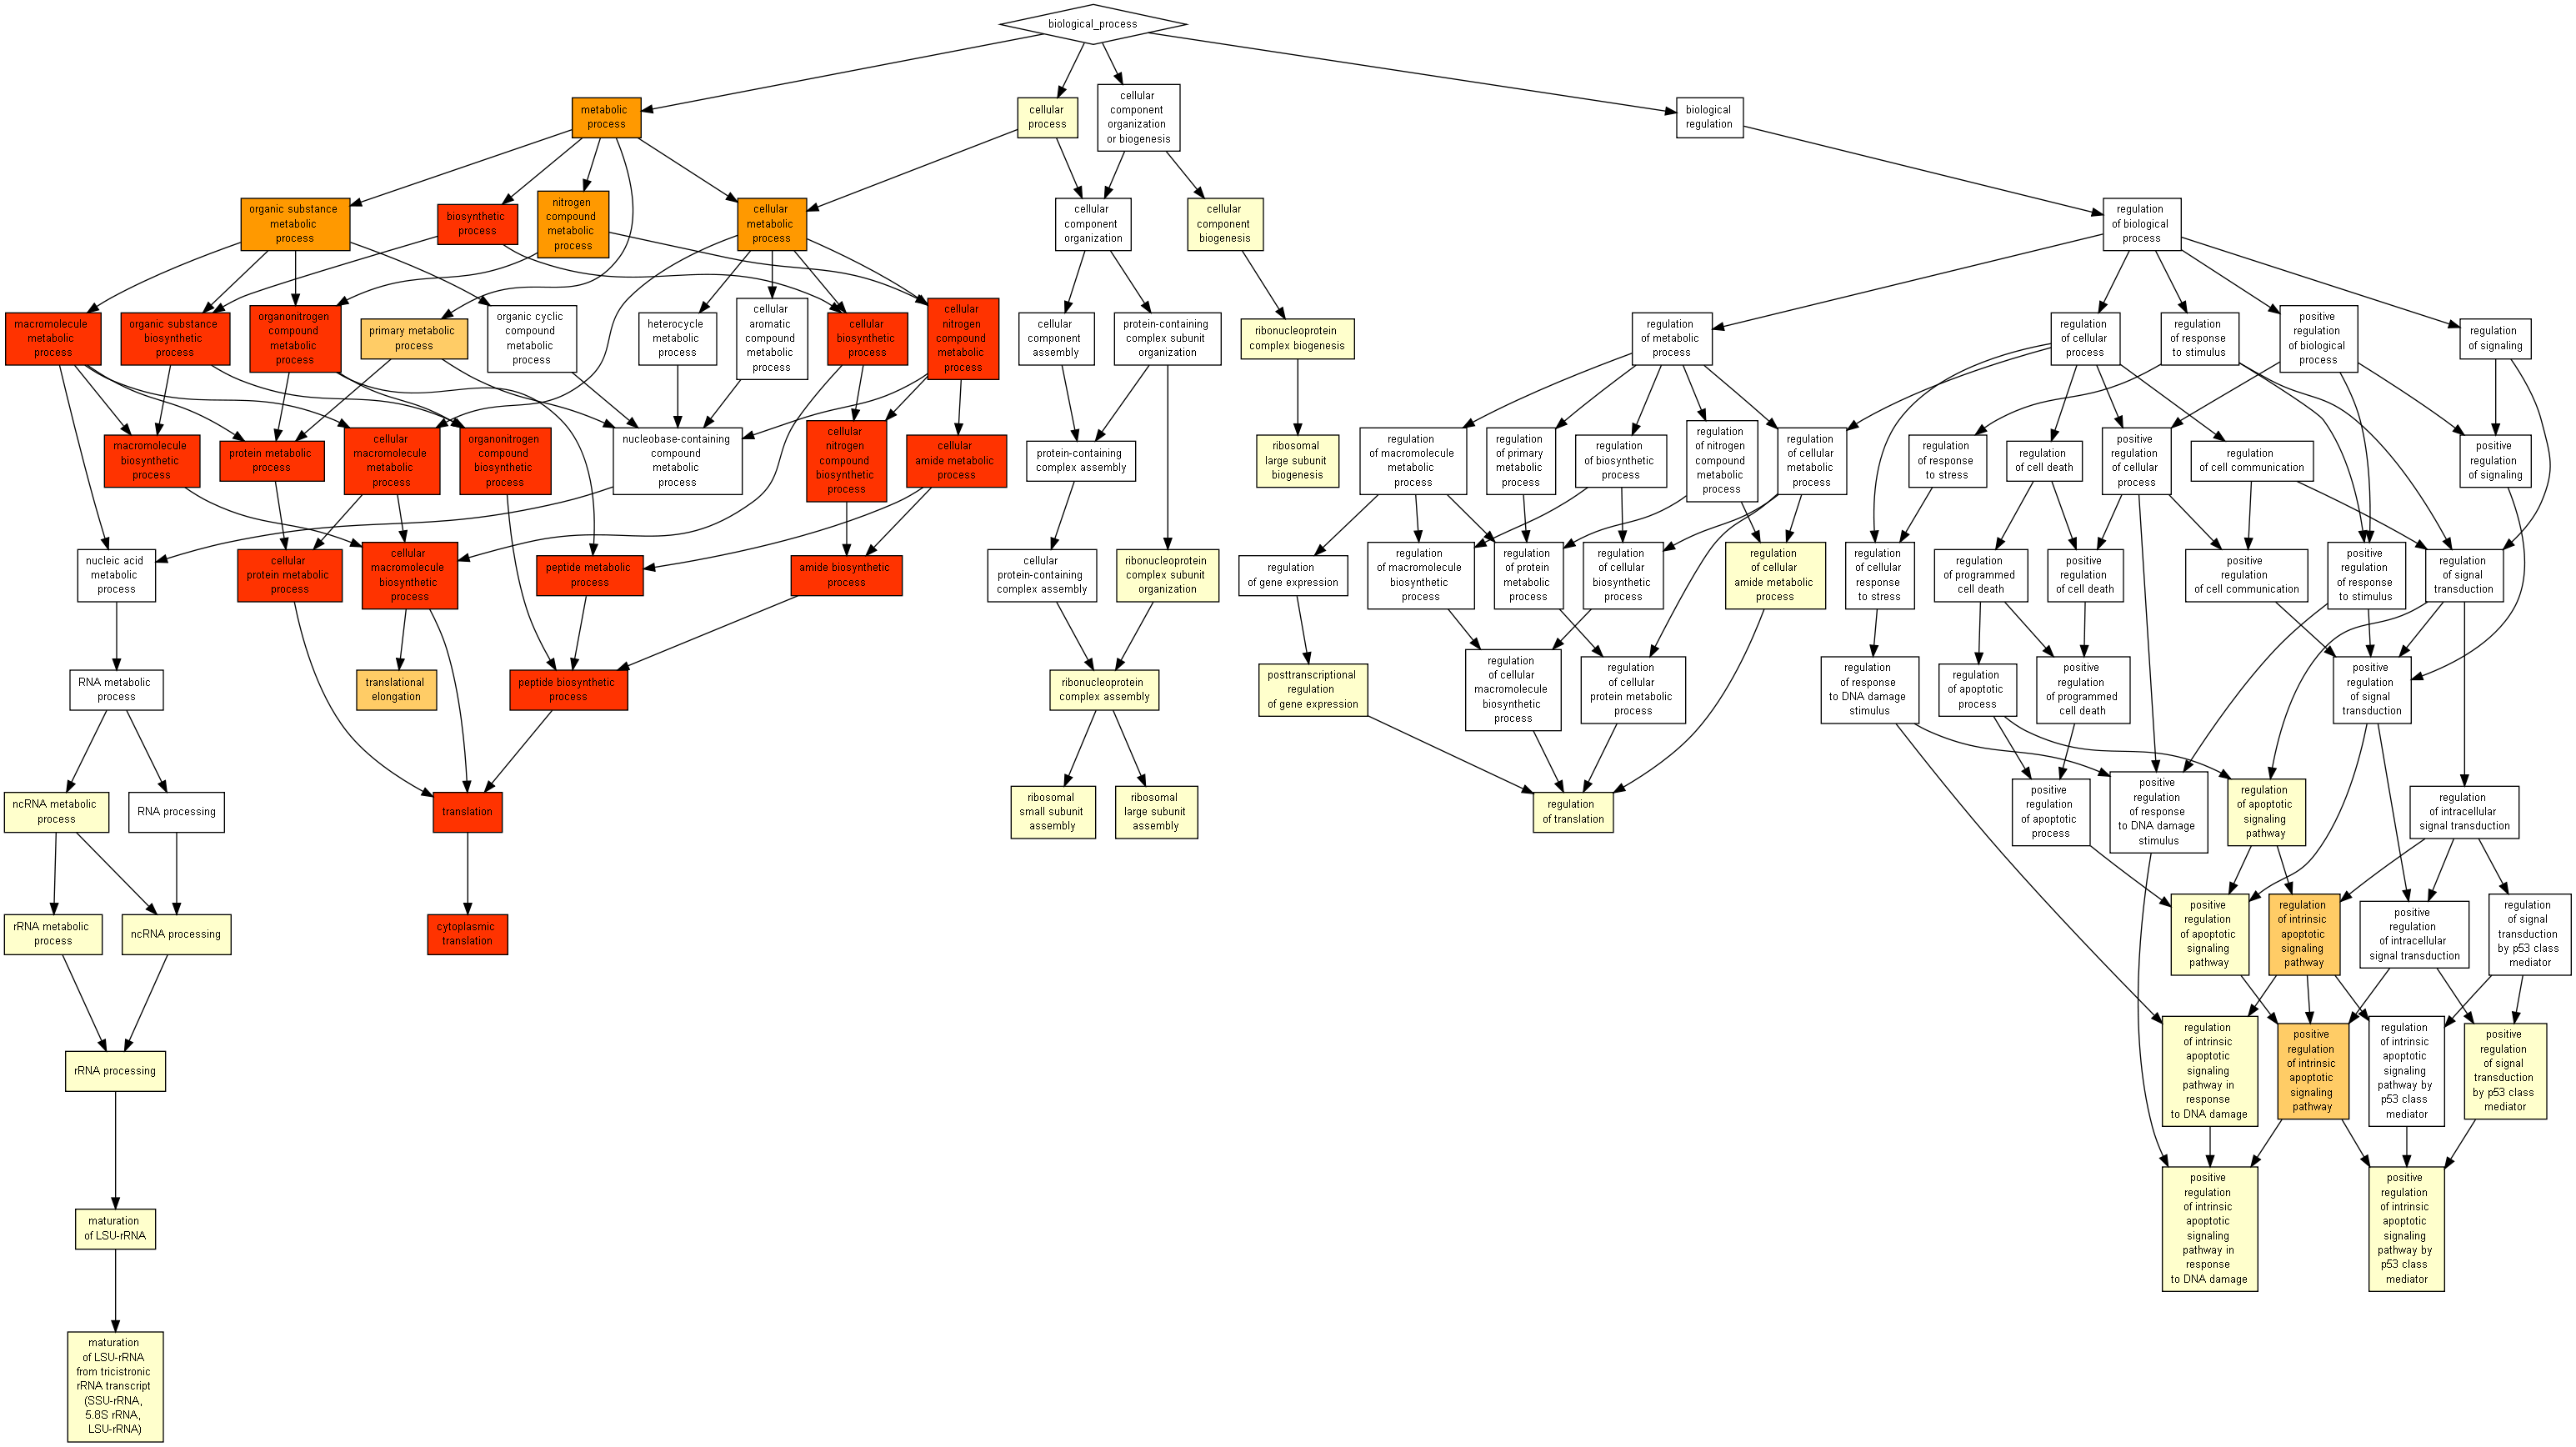 biological_process
metabolic
process
cellular
process
cellular
component
organization
or biogenesis
biological
regulation
organic substance
metabolic
process
biosynthetic
process
nitrogen
compound
metabolic
process
cellular
metabolic
process
cellular
component
organization
cellular
component
biogenesis
regulation
of biological
process
macromolecule
metabolic
process
organic substance
biosynthetic
process
organonitrogen
compound
metabolic
process
primary metabolic
process
organic cyclic
compound
metabolic
process
heterocycle
metabolic
process
cellular
aromatic
compound
metabolic
process
cellular
biosynthetic
process
cellular
nitrogen
compound
metabolic
process
cellular
component
assembly
protein-containing
complex subunit
organization
ribonucleoprotein
complex biogenesis
regulation
of metabolic
process
regulation
of cellular
process
regulation
of response
to stimulus
positive
regulation
of biological
process
regulation
of signaling
macromolecule
biosynthetic
process
protein metabolic
process
cellular
macromolecule
metabolic
process
organonitrogen
compound
biosynthetic
process
nucleobase-containing
compound
metabolic
process
cellular
nitrogen
compound
biosynthetic
process
cellular
amide metabolic
process
protein-containing
complex assembly
ribosomal
large subunit
biogenesis
regulation
of macromolecule
metabolic
process
regulation
of primary
metabolic
process
regulation
of biosynthetic
process
regulation
of nitrogen
compound
metabolic
process
regulation
of cellular
metabolic
process
regulation
of response
to stress
regulation
of cell death
positive
regulation
of cellular
process
regulation
of cell communication
positive
regulation
of signaling
nucleic acid
metabolic
process
cellular
protein metabolic
process
cellular
macromolecule
biosynthetic
process
peptide metabolic
process
amide biosynthetic
process
cellular
protein-containing
complex assembly
ribonucleoprotein
complex subunit
organization
regulation
of gene expression
regulation
of macromolecule
biosynthetic
process
regulation
of protein
metabolic
process
regulation
of cellular
biosynthetic
process
regulation
of cellular
amide metabolic
process
regulation
of cellular
response
to stress
regulation
of programmed
cell death
positive
regulation
of cell death
positive
regulation
of cell communication
positive
regulation
of response
to stimulus
regulation
of signal
transduction
RNA metabolic
process
translational
elongation
peptide biosynthetic
process
ribonucleoprotein
complex assembly
posttranscriptional
regulation
of gene expression
regulation
of cellular
macromolecule
biosynthetic
process
regulation
of cellular
protein metabolic
process
regulation
of response
to DNA damage
stimulus
regulation
of apoptotic
process
positive
regulation
of programmed
cell death
positive
regulation
of signal
transduction
ncRNA metabolic
process
RNA processing
translation
ribosomal
small subunit
assembly
ribosomal
large subunit
assembly
regulation
of translation
positive
regulation
of apoptotic
process
positive
regulation
of response
to DNA damage
stimulus
regulation
of apoptotic
signaling
pathway
regulation
of intracellular
signal transduction
rRNA metabolic
process
ncRNA processing
cytoplasmic
translation
positive
regulation
of apoptotic
signaling
pathway
regulation
of intrinsic
apoptotic
signaling
pathway
positive
regulation
of intracellular
signal transduction
regulation
of signal
transduction
by p53 class
mediator
rRNA processing
regulation
of intrinsic
apoptotic
signaling
pathway in
response
to DNA damage
positive
regulation
of intrinsic
apoptotic
signaling
pathway
regulation
of intrinsic
apoptotic
signaling
pathway by
p53 class
mediator
positive
regulation
of signal
transduction
by p53 class
mediator
maturation
of LSU-rRNA
positive
regulation
of intrinsic
apoptotic
signaling
pathway in
response
to DNA damage
positive
regulation
of intrinsic
apoptotic
signaling
pathway by
p53 class
mediator
maturation
of LSU-rRNA
from tricistronic
rRNA transcript
(SSU-rRNA,
5.8S rRNA,
LSU-rRNA)